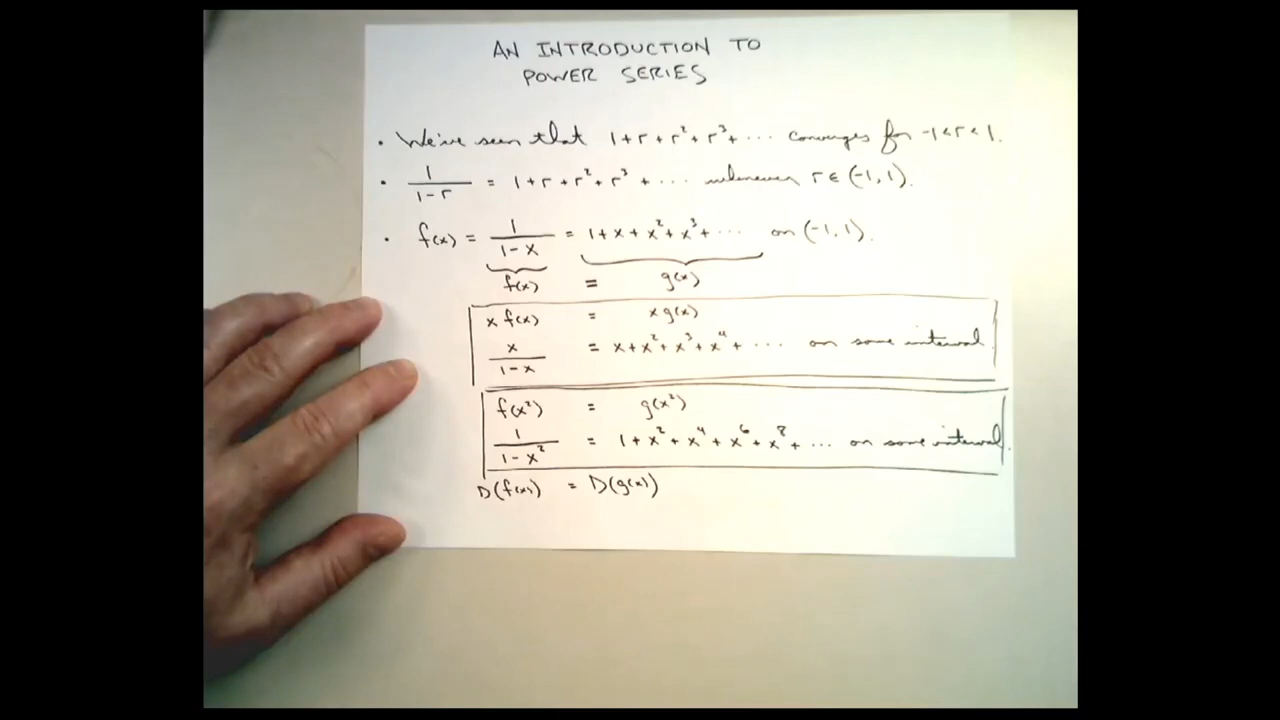 AN INTRODUCTION TO
POWER SERIES
• We've seen that 1 + r + r² + r³ + ··· converges for -1 < r < 1.
• 1/(1-r) = 1 + r + r² + r³ + ··· whenever r ∈ (-1, 1).
• f(x) = 1/(1-x) = 1 + x + x² + x³ + ··· on (-1, 1).
f(x) = g(x)
x f(x) = x g(x)
x/(1-x) = x + x² + x³ + x⁴ + ··· on some interval
f(x²) = g(x²)
1/(1-x²) = 1 + x² + x⁴ + x⁶ + x⁸ + ··· on some interval.
D(f(x)) = D(g(x))